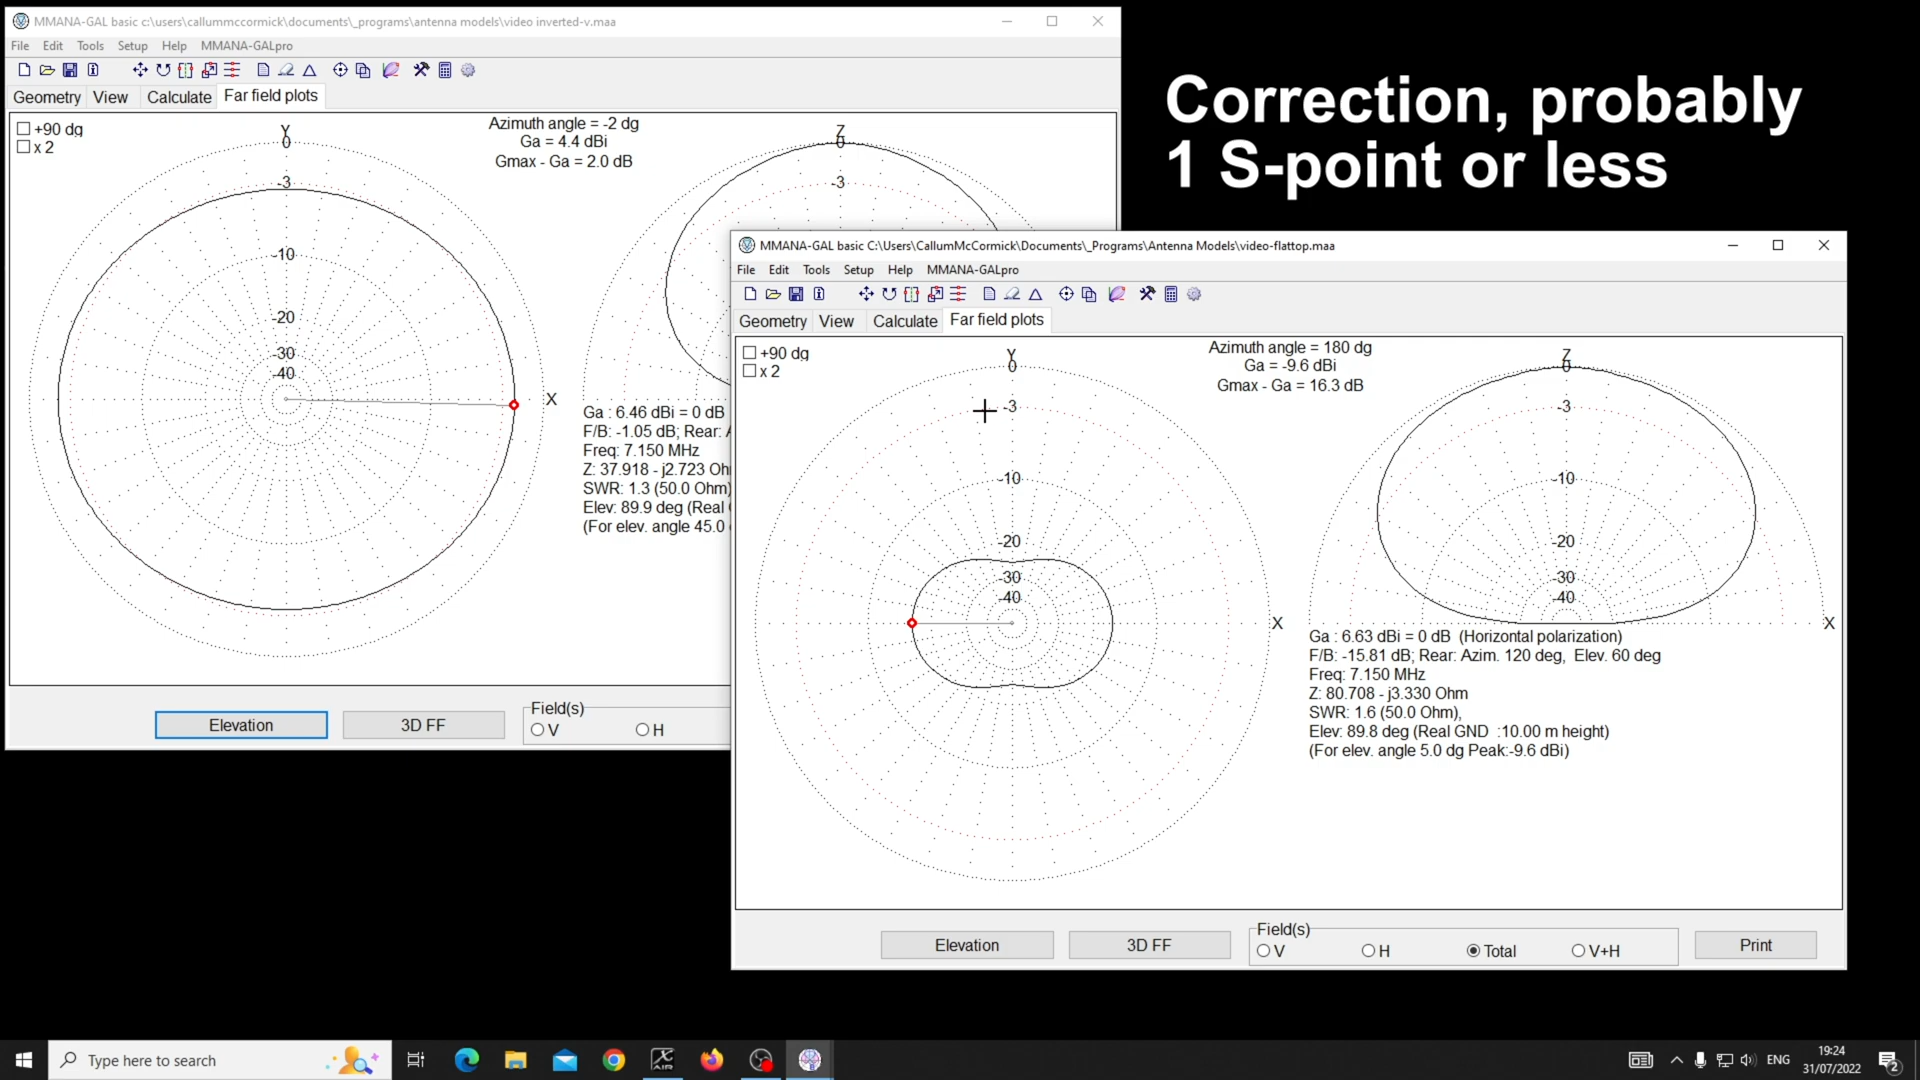 MMANA-GAL basic c:\users\callummccormick\documents\_programs\antenna models\video inverted-v.maa
File Edit Tools Setup Help MMANA-GALpro
Geometry View Calculate Far field plots
+90 dg
x 2
Y
0
-3
-10
-20
-30
-40
X
Azimuth angle = -2 dg
Ga = 4.4 dBi
Gmax - Ga = 2.0 dB
Z
0
-3
Ga : 6.46 dBi = 0 dB
F/B: -1.05 dB; Rear:
Freq: 7.150 MHz
Z: 37.918 - j2.723
SWR: 1.3 (50.0 Ohm)
Elev: 89.9 deg (Real
(For elev. angle 45.0
Elevation
3D FF
Field(s)
V
H
Correction, probably
1 S-point or less
MMANA-GAL basic C:\Users\CallumMcCormick\Documents\_Programs\Antenna Models\video-flattop.maa
File Edit Tools Setup Help MMANA-GALpro
Geometry View Calculate Far field plots
+90 dg
x 2
Y
0
-3
-10
-20
-30
-40
X
Azimuth angle = 180 dg
Ga = -9.6 dBi
Gmax - Ga = 16.3 dB
Z
0
-3
-10
-20
-30
-40
X
Ga : 6.63 dBi = 0 dB (Horizontal polarization)
F/B: -15.81 dB; Rear: Azim. 120 deg, Elev. 60 deg
Freq: 7.150 MHz
Z: 80.708 - j3.330 Ohm
SWR: 1.6 (50.0 Ohm),
Elev: 89.8 deg (Real GND :10.00 m height)
(For elev. angle 5.0 dg Peak:-9.6 dBi)
Elevation
3D FF
Field(s)
V
H
Total
V+H
Print
Type here to search
ENG
19:24
31/07/2022
2